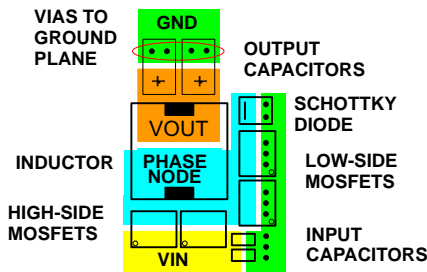 VIAS TO
GROUND
PLANE
GND
OUTPUT
CAPACITORS
+ +
SCHOTTKY
DIODE
VOUT
INDUCTOR
PHASE
NODE
LOW-SIDE
MOSFETS
HIGH-SIDE
MOSFETS
VIN
INPUT
CAPACITORS